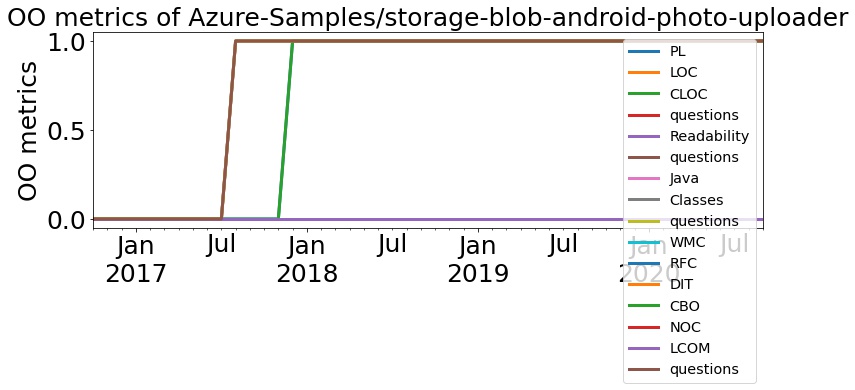 OO metrics of Azure-Samples/storage-blob-android-photo-uploader
OO metrics
1.0
0.5
0.0
Jan
2017
Jul
Jan
2018
Jul
Jan
2019
Jul
Jan
2020
Jul
PL
LOC
CLOC
questions
Readability
questions
Java
Classes
questions
WMC
RFC
DIT
CBO
NOC
LCOM
questions